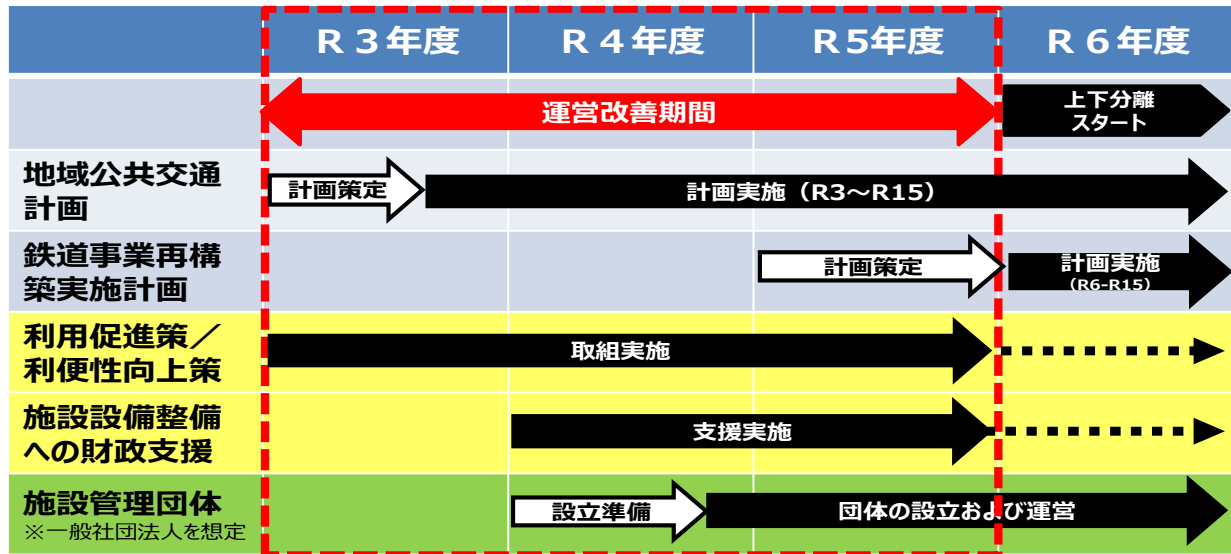 R３年度 R４年度 R5年度 R６年度
運営改善期間
上下分離
スタート
地域公共交通
計画
計画策定
計画実施（R3～R15）
鉄道事業再構
築実施計画
計画策定
計画実施
（R6-R15）
利用促進策／
利便性向上策
取組実施
施設設備整備
への財政支援
支援実施
施設管理団体
※一般社団法人を想定
設立準備
団体の設立および運営